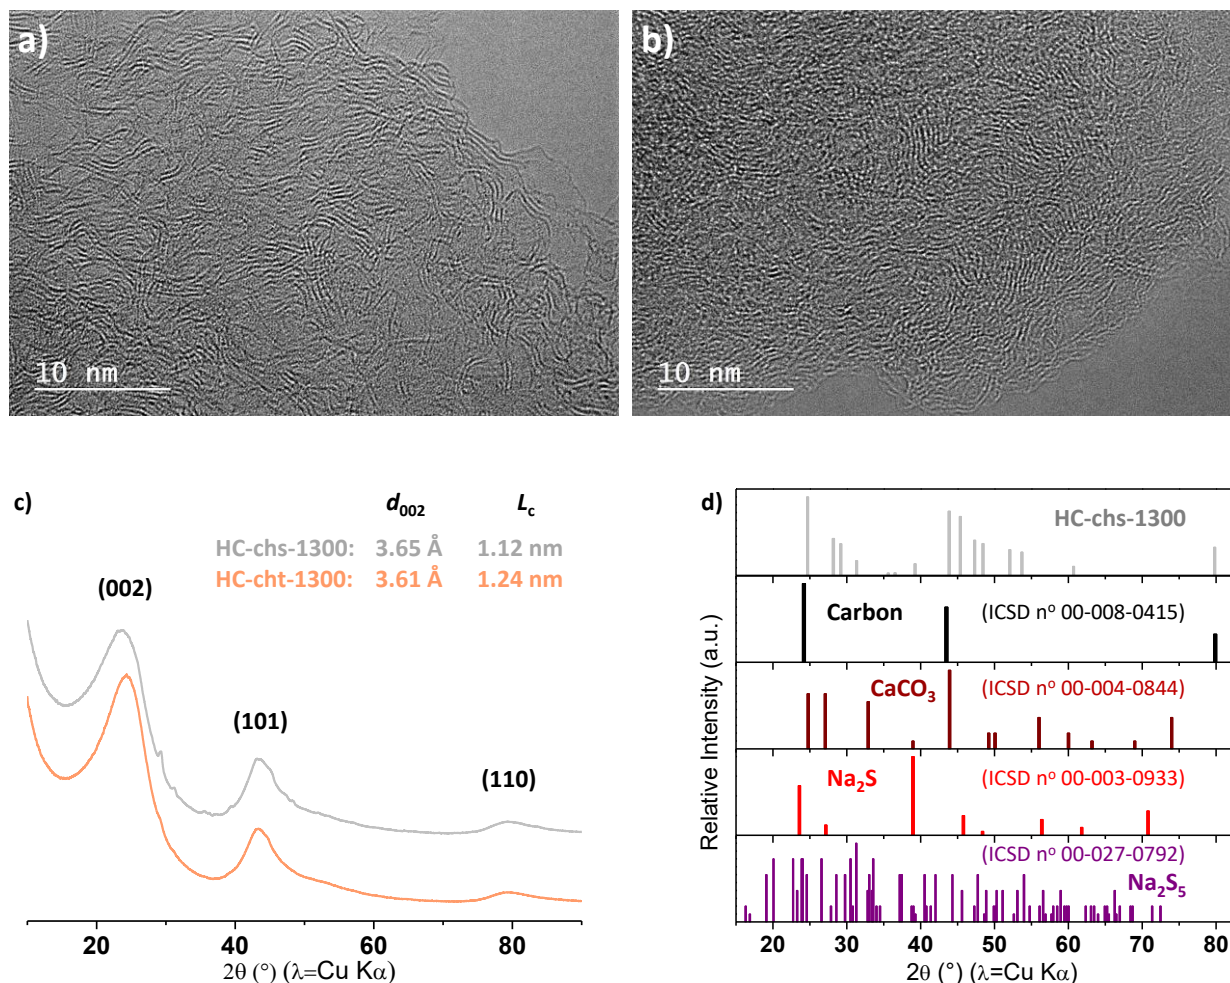 a)
10 nm
b)
10 nm
c)
d002 Lc
HC-chs-1300: 3.65 Å 1.12 nm
HC-cht-1300: 3.61 Å 1.24 nm
(002)
(101)
(110)
20 40 60 80
2θ (°) (λ=Cu Kα)
d)
Relative Intensity (a.u.)
HC-chs-1300
Carbon (ICSD nº 00-008-0415)
CaCO3 (ICSD nº 00-004-0844)
Na2S (ICSD nº 00-003-0933)
(ICSD nº 00-027-0792)
Na2S5
20 30 40 50 60 70 80
2θ (°) (λ=Cu Kα)